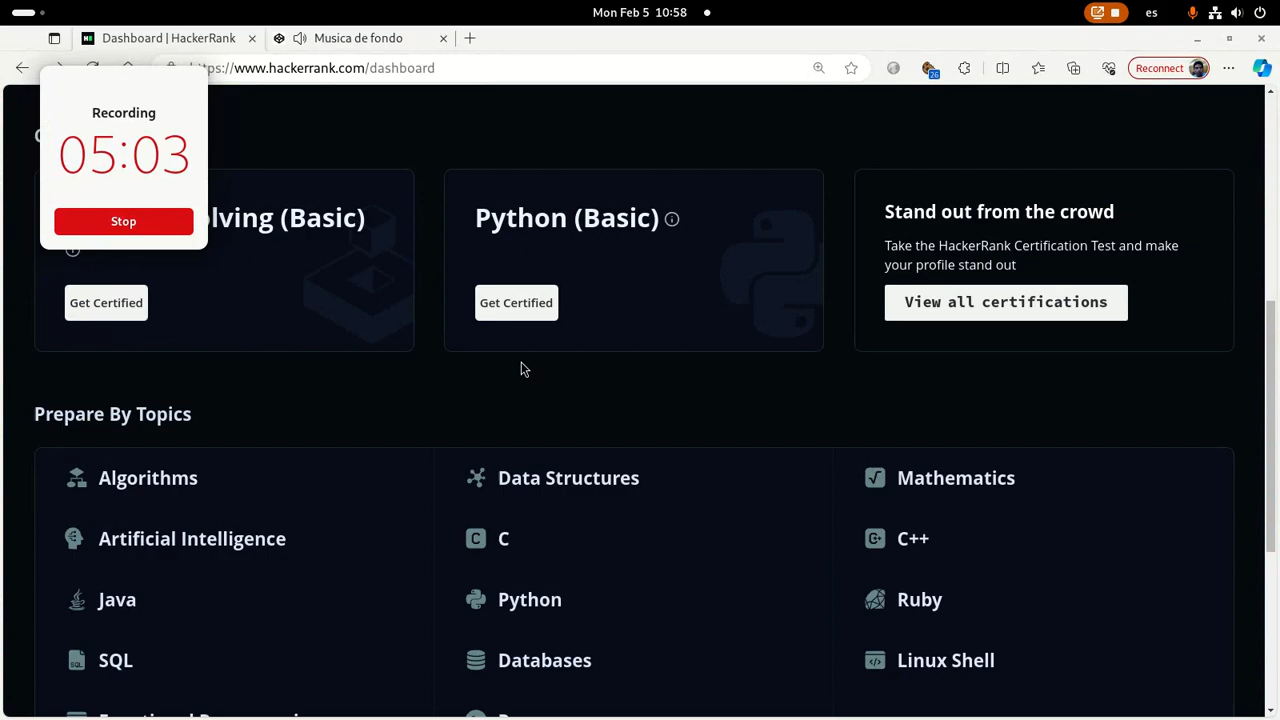 Mon Feb 5 10:58
es
Dashboard | HackerRank
Musica de fondo
https://www.hackerrank.com/dashboard
26
Reconnect
Recording
05:03
Stop
lving (Basic)
Get Certified
Python (Basic)
Get Certified
Stand out from the crowd
Take the HackerRank Certification Test and make
your profile stand out
View all certifications
Prepare By Topics
Algorithms
Data Structures
Mathematics
Artificial Intelligence
C
C++
Java
Python
Ruby
SQL
Databases
Linux Shell